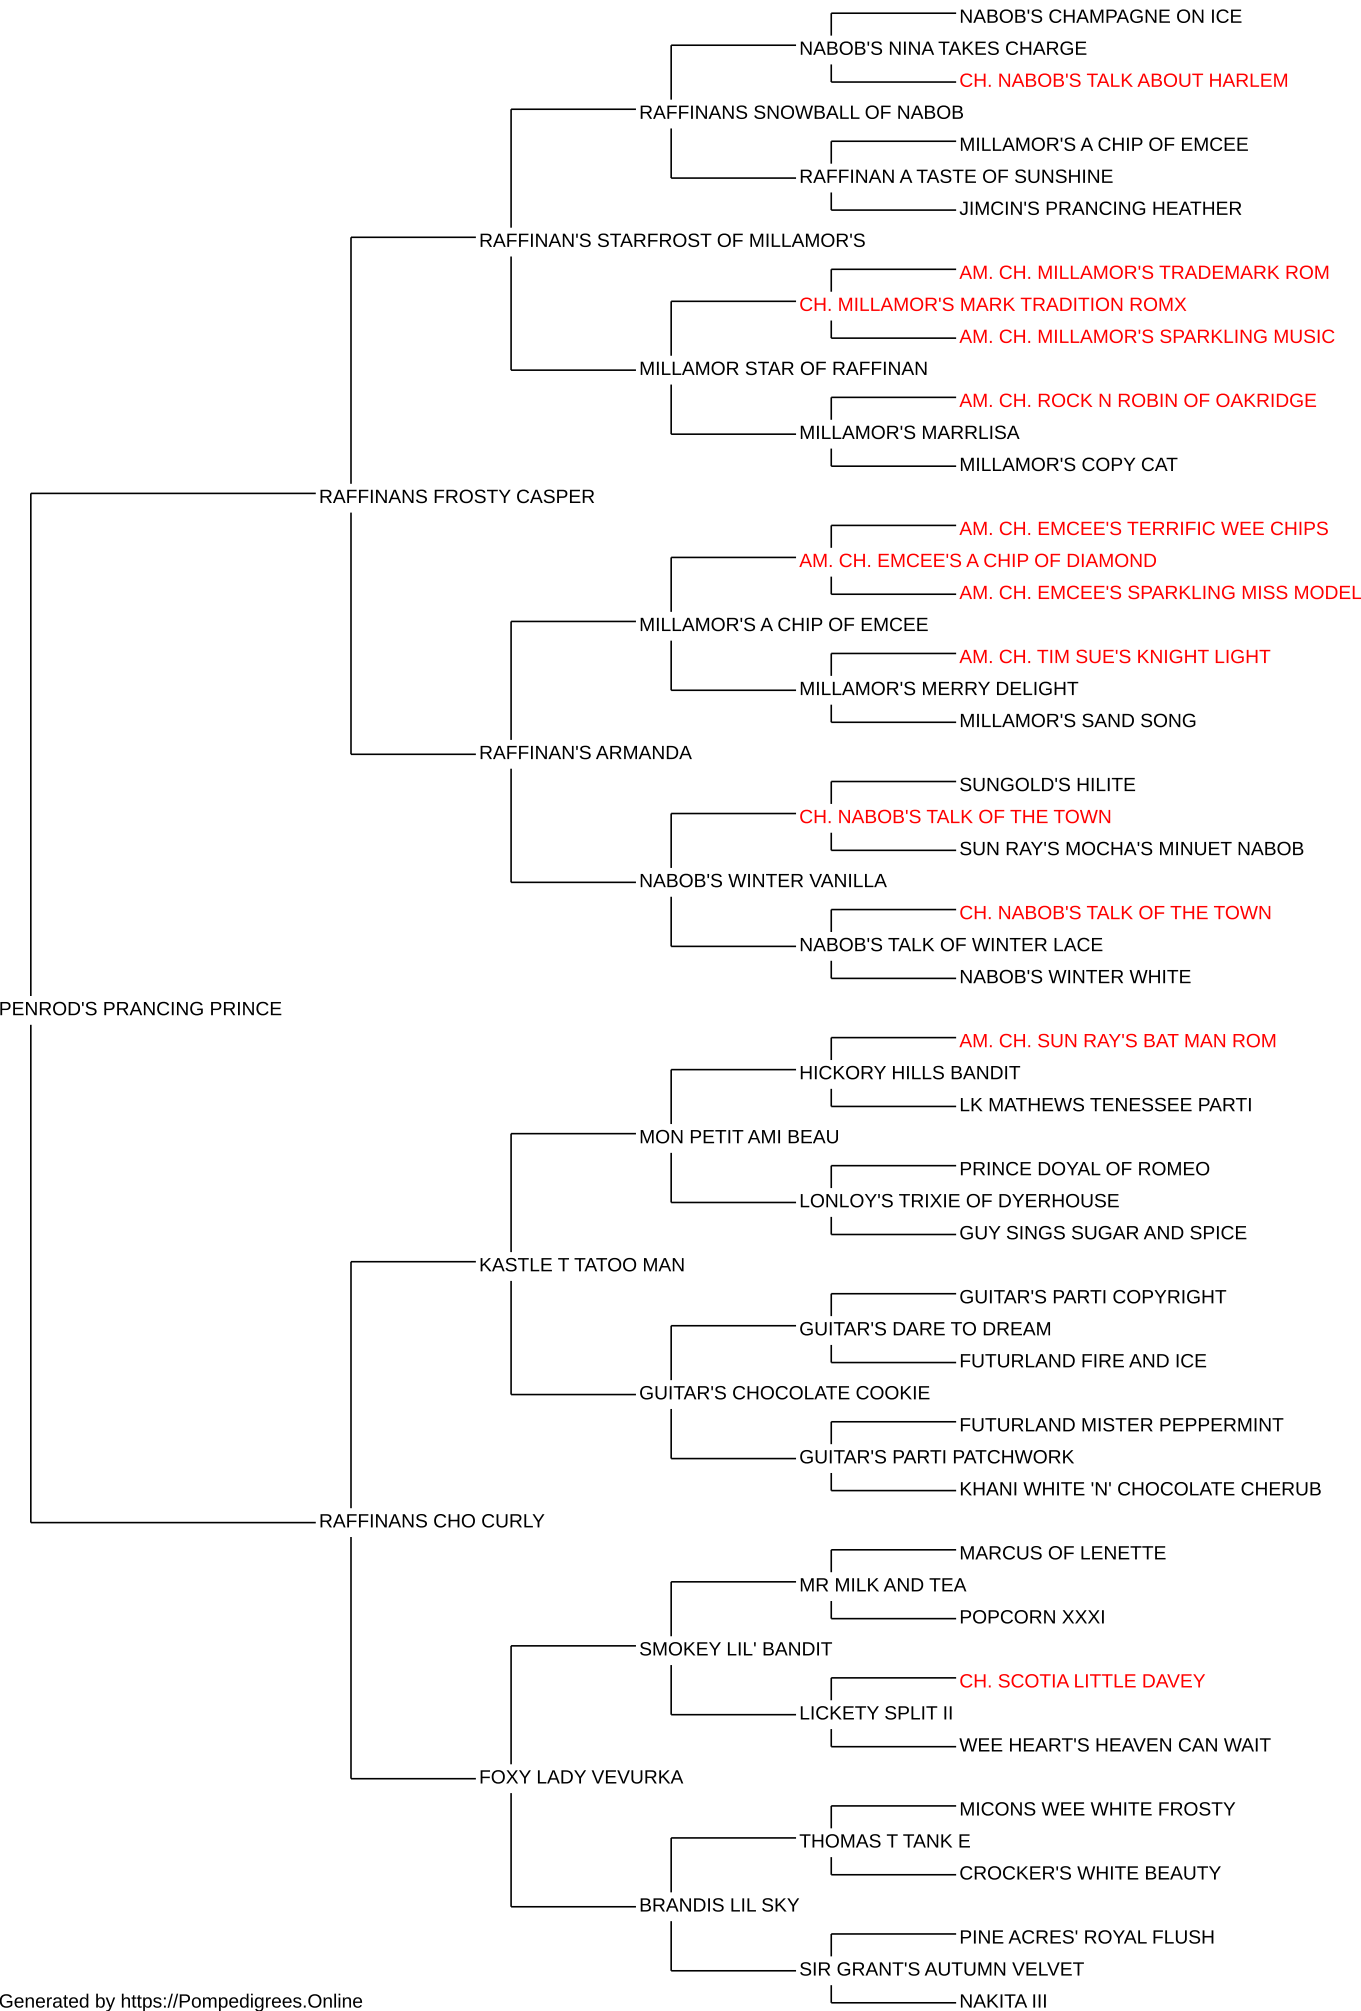 NABOB'S CHAMPAGNE ON ICE
NABOB'S NINA TAKES CHARGE
CH. NABOB'S TALK ABOUT HARLEM
RAFFINANS SNOWBALL OF NABOB
MILLAMOR'S A CHIP OF EMCEE
RAFFINAN A TASTE OF SUNSHINE
JIMCIN'S PRANCING HEATHER
RAFFINAN'S STARFROST OF MILLAMOR'S
AM. CH. MILLAMOR'S TRADEMARK ROM
CH. MILLAMOR'S MARK TRADITION ROMX
AM. CH. MILLAMOR'S SPARKLING MUSIC
MILLAMOR STAR OF RAFFINAN
AM. CH. ROCK N ROBIN OF OAKRIDGE
MILLAMOR'S MARRLISA
MILLAMOR'S COPY CAT
RAFFINANS FROSTY CASPER
AM. CH. EMCEE'S TERRIFIC WEE CHIPS
AM. CH. EMCEE'S A CHIP OF DIAMOND
AM. CH. EMCEE'S SPARKLING MISS MODEL
MILLAMOR'S A CHIP OF EMCEE
AM. CH. TIM SUE'S KNIGHT LIGHT
MILLAMOR'S MERRY DELIGHT
MILLAMOR'S SAND SONG
RAFFINAN'S ARMANDA
SUNGOLD'S HILITE
CH. NABOB'S TALK OF THE TOWN
SUN RAY'S MOCHA'S MINUET NABOB
NABOB'S WINTER VANILLA
CH. NABOB'S TALK OF THE TOWN
NABOB'S TALK OF WINTER LACE
NABOB'S WINTER WHITE
PENROD'S PRANCING PRINCE
AM. CH. SUN RAY'S BAT MAN ROM
HICKORY HILLS BANDIT
LK MATHEWS TENESSEE PARTI
MON PETIT AMI BEAU
PRINCE DOYAL OF ROMEO
LONLOY'S TRIXIE OF DYERHOUSE
GUY SINGS SUGAR AND SPICE
KASTLE T TATOO MAN
GUITAR'S PARTI COPYRIGHT
GUITAR'S DARE TO DREAM
FUTURLAND FIRE AND ICE
GUITAR'S CHOCOLATE COOKIE
FUTURLAND MISTER PEPPERMINT
GUITAR'S PARTI PATCHWORK
KHANI WHITE 'N' CHOCOLATE CHERUB
RAFFINANS CHO CURLY
MARCUS OF LENETTE
MR MILK AND TEA
POPCORN XXXI
SMOKEY LIL' BANDIT
CH. SCOTIA LITTLE DAVEY
LICKETY SPLIT II
WEE HEART'S HEAVEN CAN WAIT
FOXY LADY VEVURKA
MICONS WEE WHITE FROSTY
THOMAS T TANK E
CROCKER'S WHITE BEAUTY
BRANDIS LIL SKY
PINE ACRES' ROYAL FLUSH
SIR GRANT'S AUTUMN VELVET
NAKITA III
Generated by https://Pompedigrees.Online